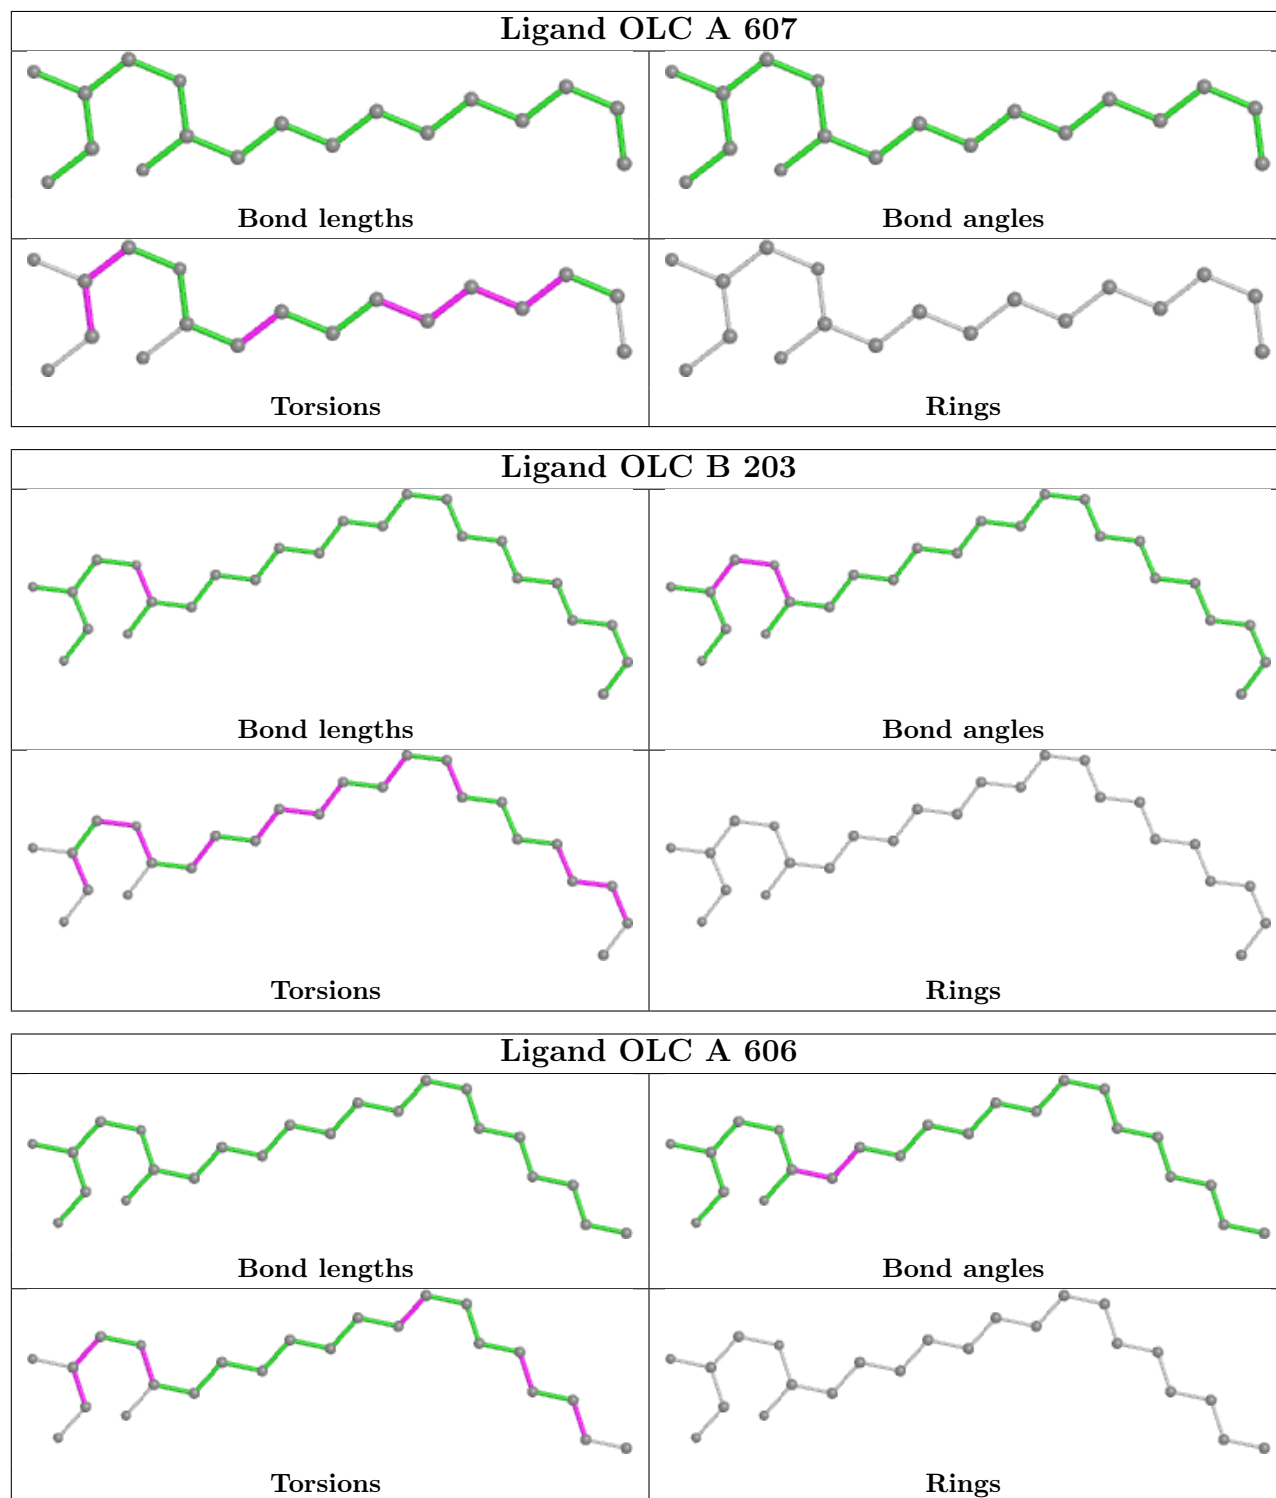 Ligand OLC A 607
Bond lengths
Bond angles
Torsions
Rings
Ligand OLC B 203
Bond lengths
Bond angles
Torsions
Rings
Ligand OLC A 606
Bond lengths
Bond angles
Torsions
Rings